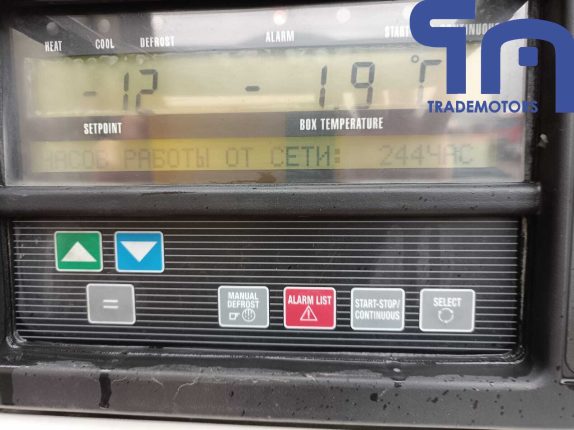 HEAT COOL DEFROST ALARM
-12 -1.9°C
TRADEMOTORS
SETPOINT BOX TEMPERATURE
ЧАСОВ РАБОТЫ ОТ СЕТИ: 244ЧАС
MANUAL DEFROST
ALARM LIST
START-STOP/
CONTINUOUS
SELECT
=